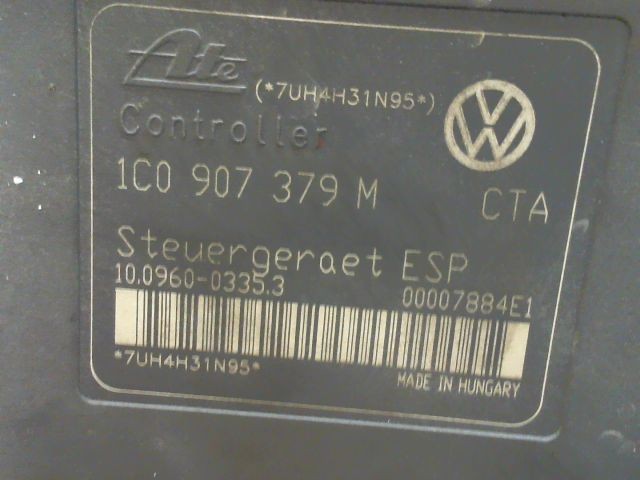 Ate (*7UH4H31N95*)
Controller
1C0 907 379 M CTA
Steuergeraet ESP
10.0960-0335.3 00007884E1
*7UH4H31N95*
MADE IN HUNGARY